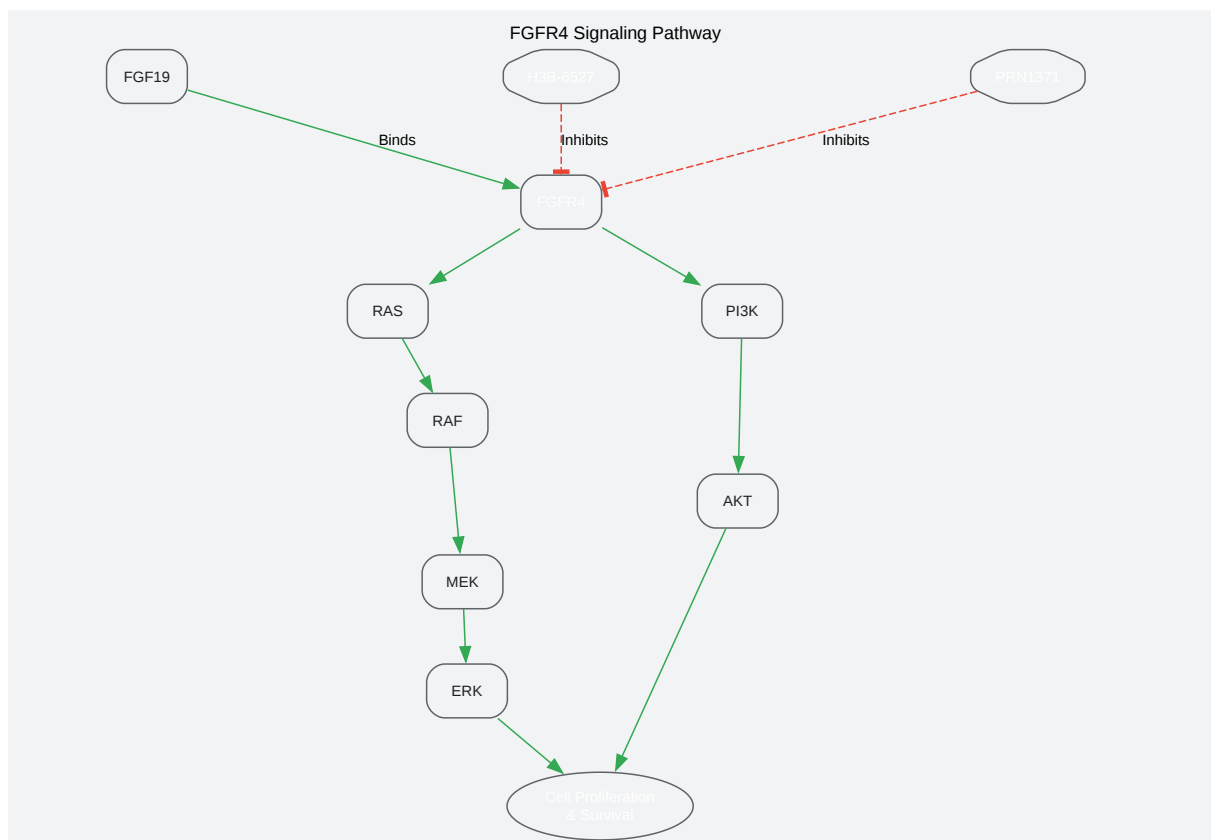 FGFR4 Signaling Pathway
FGF19
H3B-6527
PRN1371
Binds
Inhibits
Inhibits
FGFR4
RAS
PI3K
RAF
AKT
MEK
ERK
Cell Proliferation
& Survival